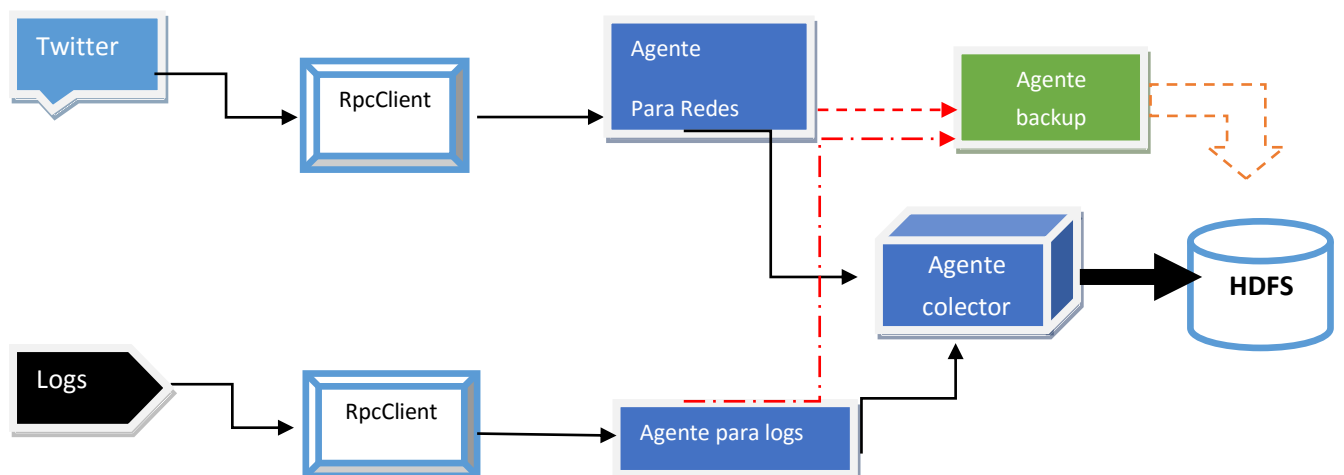 Twitter
RpcClient
Agente
Para Redes
Agente
backup
Agente
colector
HDFS
Logs
RpcClient
Agente para logs